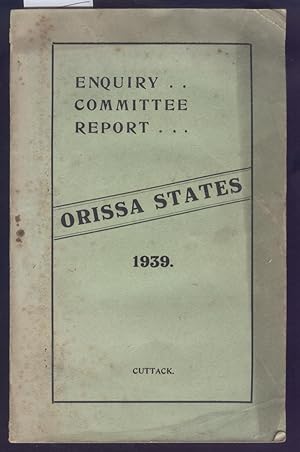 ENQUIRY . .
COMMITTEE
REPORT . . .
ORISSA STATES
1939.
CUTTACK.